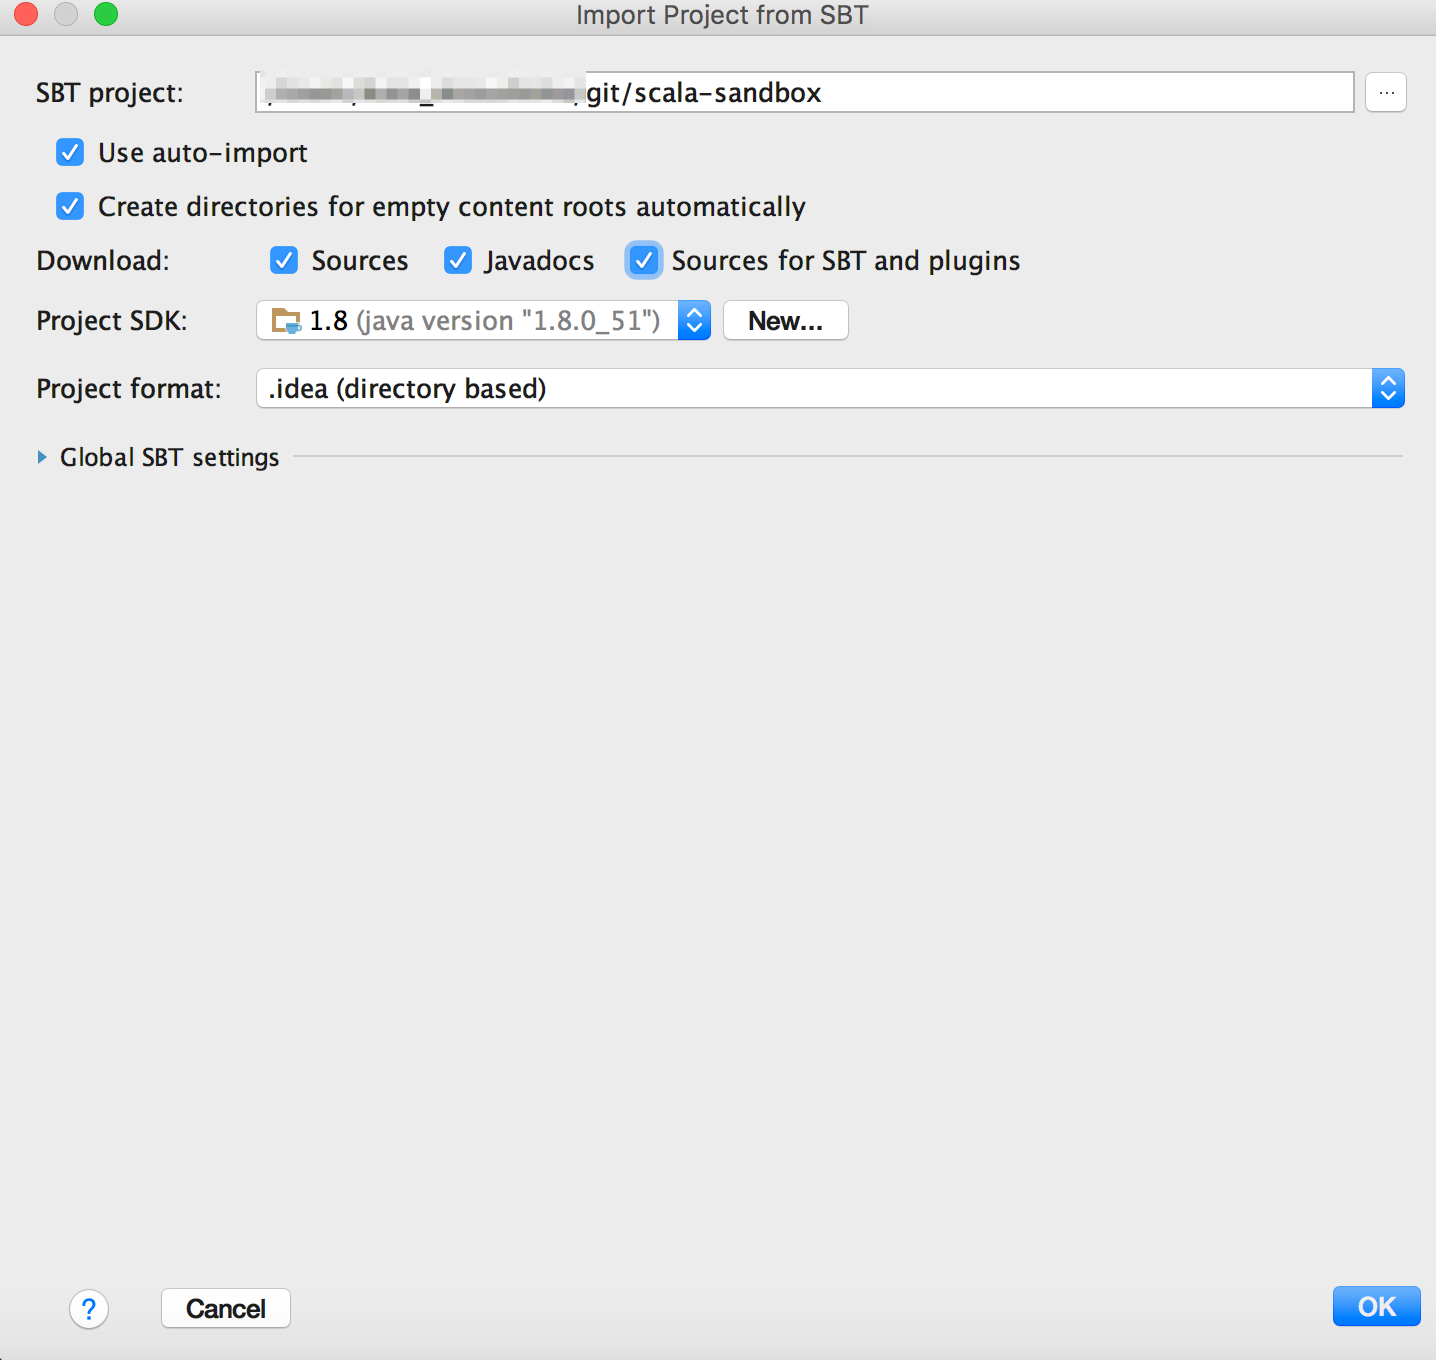 Import Project from SBT
SBT project: git/scala-sandbox ...
Use auto-import
Create directories for empty content roots automatically
Download: Sources Javadocs Sources for SBT and plugins
Project SDK: 1.8 (java version "1.8.0_51") New...
Project format: .idea (directory based)
Global SBT settings
? Cancel OK